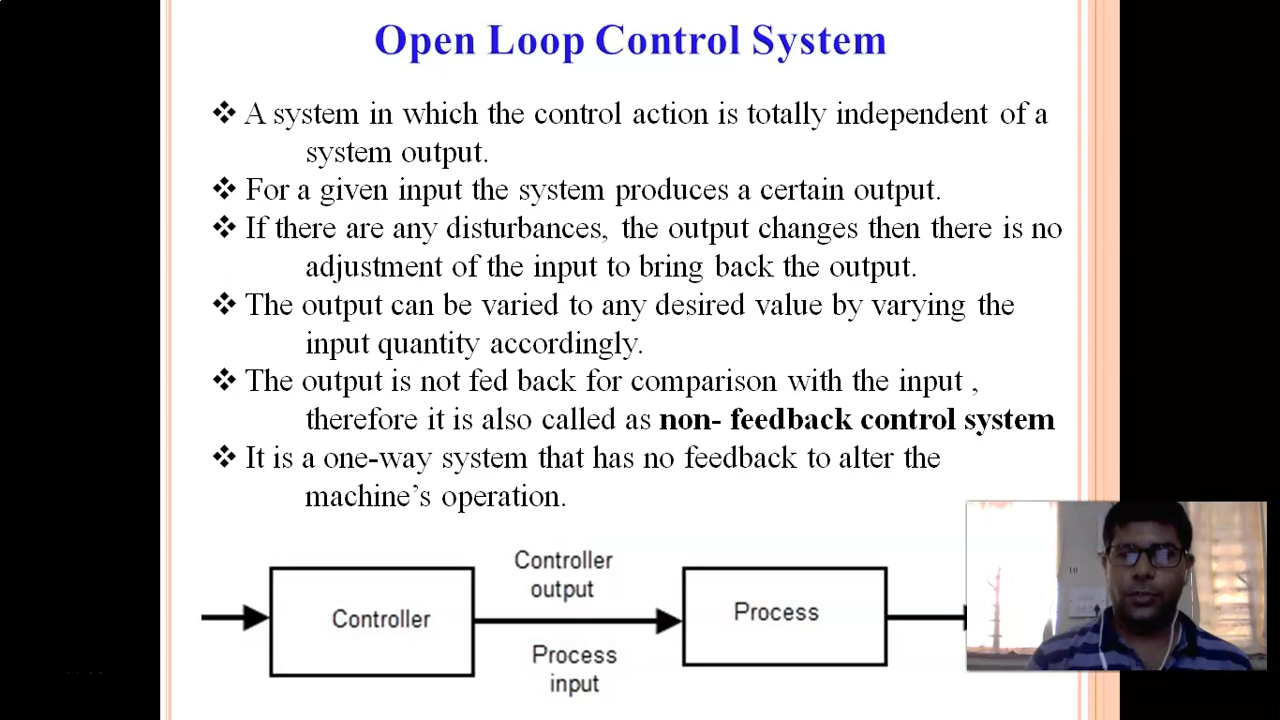 Open Loop Control System
❖ A system in which the control action is totally independent of a
system output.
❖ For a given input the system produces a certain output.
❖ If there are any disturbances, the output changes then there is no
adjustment of the input to bring back the output.
❖ The output can be varied to any desired value by varying the
input quantity accordingly.
❖ The output is not fed back for comparison with the input ,
therefore it is also called as non- feedback control system
❖ It is a one-way system that has no feedback to alter the
machine’s operation.
Controller
Controller
output
Process
input
Process